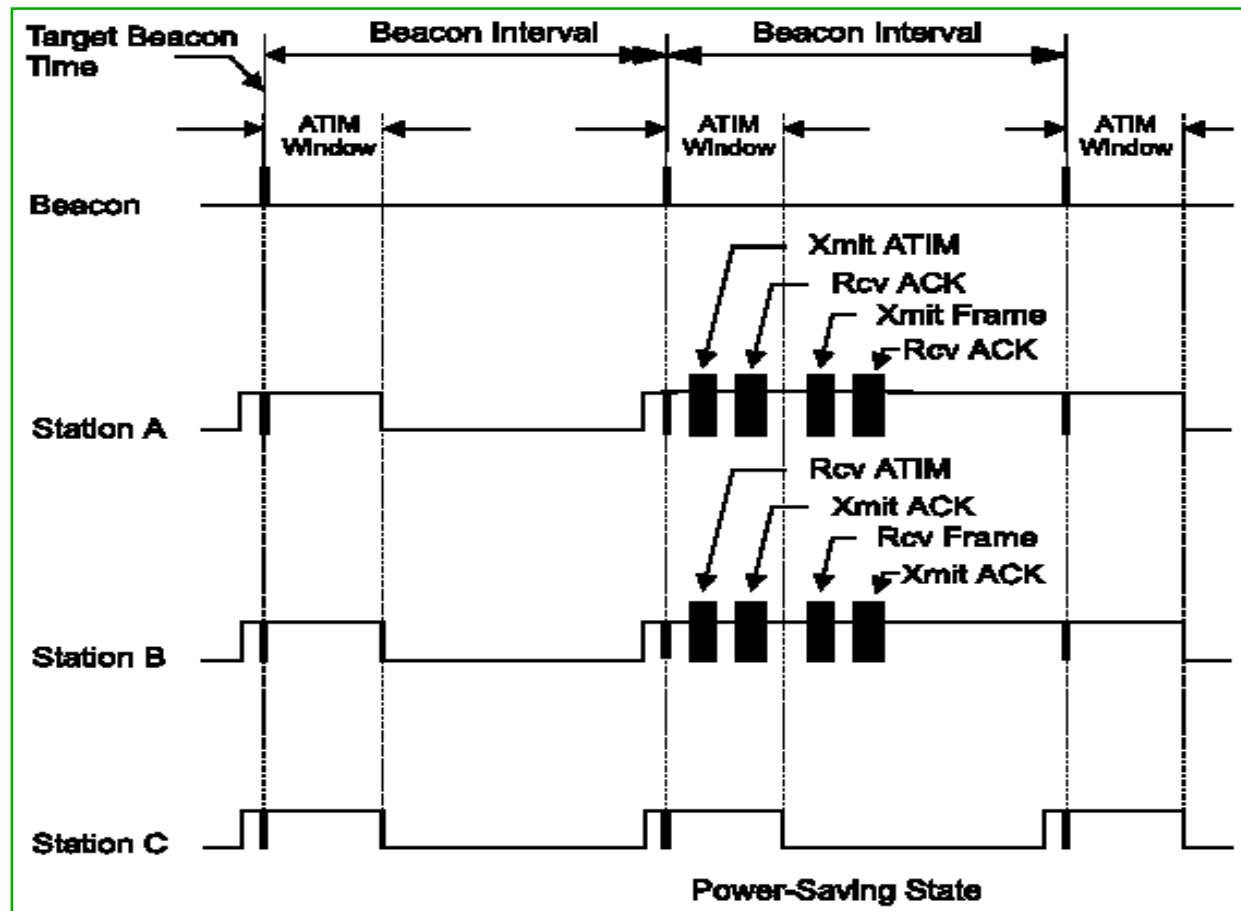 Target Beacon
Time
Beacon Interval
Beacon Interval
ATIM
Window
ATIM
Window
ATIM
Window
Beacon
Xmit ATIM
Rcv ACK
Xmit Frame
Rcv ACK
Station A
Rcv ATIM
Xmit ACK
Rcv Frame
Xmit ACK
Station B
Station C
Power-Saving State